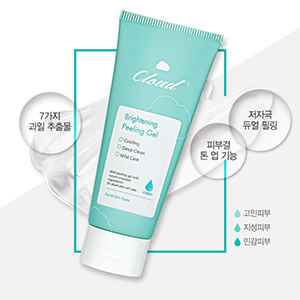 Cloud
Brightening
Peeling Gel
Cooling
Deep Clean
Mild Care
For All Skin Types
7가지
과일 추출물
저자극
듀얼 필링
피부결
톤 업 기능
고민피부
지성피부
민감피부